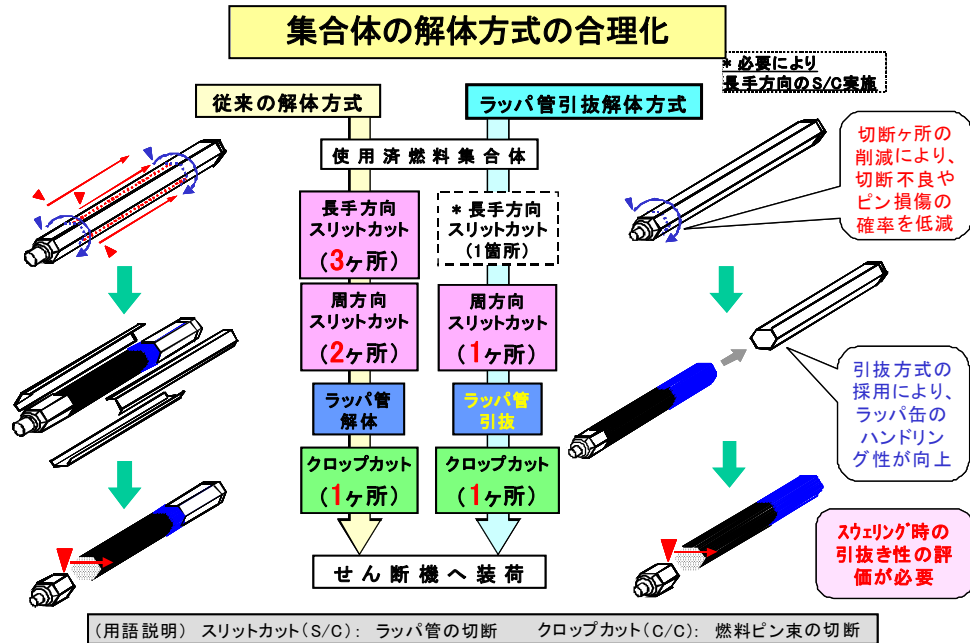 集合体の解体方式の合理化
* 必要により
長手方向のS/C実施
従来の解体方式
ラッパ管引抜解体方式
使用済燃料集合体
長手方向
スリットカット
(3ヶ所)
* 長手方向
スリットカット
(1箇所)
周方向
スリットカット
(2ヶ所)
周方向
スリットカット
(1ヶ所)
ラッパ管
解体
ラッパ管
引抜
クロップカット
(1ヶ所)
クロップカット
(1ヶ所)
せん断機へ装荷
切断ヶ所の
削減により、
切断不良や
ピン損傷の
確率を低減
引抜方式の
採用により、
ラッパ缶の
ハンドリン
グ性が向上
スウェリング時の
引抜き性の評
価が必要
(用語説明) スリットカット(S/C): ラッパ管の切断 クロップカット(C/C): 燃料ピン束の切断